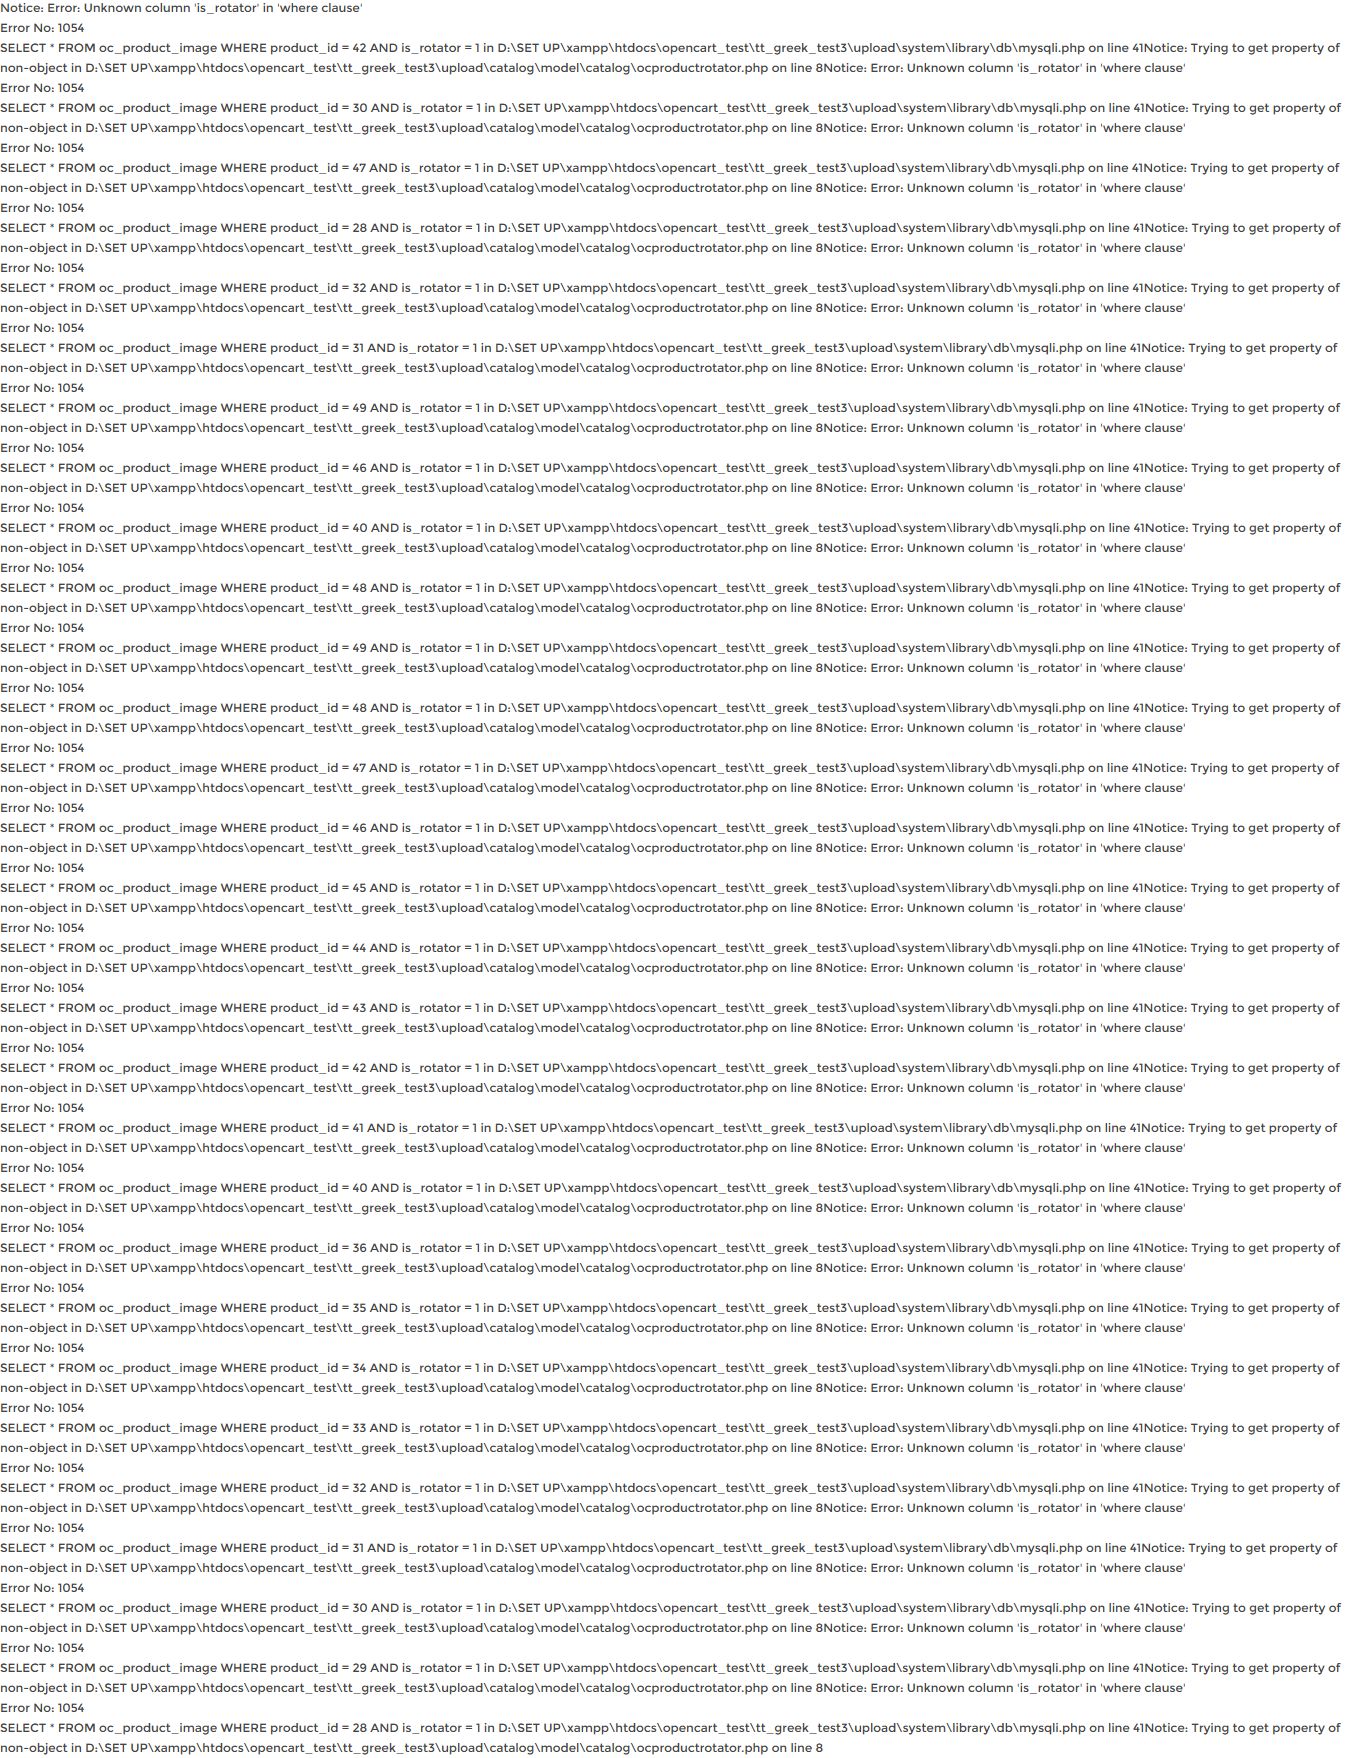 Notice: Error: Unknown column 'is_rotator' in 'where clause'
Error No: 1054
SELECT * FROM oc_product_image WHERE product_id = 42 AND is_rotator = 1 in D:\SET UP\xampp\htdocs\opencart_test\tt_greek_test3\upload\system\library\db\mysqli.php on line 41Notice: Trying to get property of
non-object in D:\SET UP\xampp\htdocs\opencart_test\tt_greek_test3\upload\catalog\model\catalog\ocproductrotator.php on line 8Notice: Error: Unknown column 'is_rotator' in 'where clause'
Error No: 1054
SELECT * FROM oc_product_image WHERE product_id = 30 AND is_rotator = 1 in D:\SET UP\xampp\htdocs\opencart_test\tt_greek_test3\upload\system\library\db\mysqli.php on line 41Notice: Trying to get property of
non-object in D:\SET UP\xampp\htdocs\opencart_test\tt_greek_test3\upload\catalog\model\catalog\ocproductrotator.php on line 8Notice: Error: Unknown column 'is_rotator' in 'where clause'
Error No: 1054
SELECT * FROM oc_product_image WHERE product_id = 47 AND is_rotator = 1 in D:\SET UP\xampp\htdocs\opencart_test\tt_greek_test3\upload\system\library\db\mysqli.php on line 41Notice: Trying to get property of
non-object in D:\SET UP\xampp\htdocs\opencart_test\tt_greek_test3\upload\catalog\model\catalog\ocproductrotator.php on line 8Notice: Error: Unknown column 'is_rotator' in 'where clause'
Error No: 1054
SELECT * FROM oc_product_image WHERE product_id = 28 AND is_rotator = 1 in D:\SET UP\xampp\htdocs\opencart_test\tt_greek_test3\upload\system\library\db\mysqli.php on line 41Notice: Trying to get property of
non-object in D:\SET UP\xampp\htdocs\opencart_test\tt_greek_test3\upload\catalog\model\catalog\ocproductrotator.php on line 8Notice: Error: Unknown column 'is_rotator' in 'where clause'
Error No: 1054
SELECT * FROM oc_product_image WHERE product_id = 32 AND is_rotator = 1 in D:\SET UP\xampp\htdocs\opencart_test\tt_greek_test3\upload\system\library\db\mysqli.php on line 41Notice: Trying to get property of
non-object in D:\SET UP\xampp\htdocs\opencart_test\tt_greek_test3\upload\catalog\model\catalog\ocproductrotator.php on line 8Notice: Error: Unknown column 'is_rotator' in 'where clause'
Error No: 1054
SELECT * FROM oc_product_image WHERE product_id = 31 AND is_rotator = 1 in D:\SET UP\xampp\htdocs\opencart_test\tt_greek_test3\upload\system\library\db\mysqli.php on line 41Notice: Trying to get property of
non-object in D:\SET UP\xampp\htdocs\opencart_test\tt_greek_test3\upload\catalog\model\catalog\ocproductrotator.php on line 8Notice: Error: Unknown column 'is_rotator' in 'where clause'
Error No: 1054
SELECT * FROM oc_product_image WHERE product_id = 49 AND is_rotator = 1 in D:\SET UP\xampp\htdocs\opencart_test\tt_greek_test3\upload\system\library\db\mysqli.php on line 41Notice: Trying to get property of
non-object in D:\SET UP\xampp\htdocs\opencart_test\tt_greek_test3\upload\catalog\model\catalog\ocproductrotator.php on line 8Notice: Error: Unknown column 'is_rotator' in 'where clause'
Error No: 1054
SELECT * FROM oc_product_image WHERE product_id = 46 AND is_rotator = 1 in D:\SET UP\xampp\htdocs\opencart_test\tt_greek_test3\upload\system\library\db\mysqli.php on line 41Notice: Trying to get property of
non-object in D:\SET UP\xampp\htdocs\opencart_test\tt_greek_test3\upload\catalog\model\catalog\ocproductrotator.php on line 8Notice: Error: Unknown column 'is_rotator' in 'where clause'
Error No: 1054
SELECT * FROM oc_product_image WHERE product_id = 40 AND is_rotator = 1 in D:\SET UP\xampp\htdocs\opencart_test\tt_greek_test3\upload\system\library\db\mysqli.php on line 41Notice: Trying to get property of
non-object in D:\SET UP\xampp\htdocs\opencart_test\tt_greek_test3\upload\catalog\model\catalog\ocproductrotator.php on line 8Notice: Error: Unknown column 'is_rotator' in 'where clause'
Error No: 1054
SELECT * FROM oc_product_image WHERE product_id = 48 AND is_rotator = 1 in D:\SET UP\xampp\htdocs\opencart_test\tt_greek_test3\upload\system\library\db\mysqli.php on line 41Notice: Trying to get property of
non-object in D:\SET UP\xampp\htdocs\opencart_test\tt_greek_test3\upload\catalog\model\catalog\ocproductrotator.php on line 8Notice: Error: Unknown column 'is_rotator' in 'where clause'
Error No: 1054
SELECT * FROM oc_product_image WHERE product_id = 49 AND is_rotator = 1 in D:\SET UP\xampp\htdocs\opencart_test\tt_greek_test3\upload\system\library\db\mysqli.php on line 41Notice: Trying to get property of
non-object in D:\SET UP\xampp\htdocs\opencart_test\tt_greek_test3\upload\catalog\model\catalog\ocproductrotator.php on line 8Notice: Error: Unknown column 'is_rotator' in 'where clause'
Error No: 1054
SELECT * FROM oc_product_image WHERE product_id = 48 AND is_rotator = 1 in D:\SET UP\xampp\htdocs\opencart_test\tt_greek_test3\upload\system\library\db\mysqli.php on line 41Notice: Trying to get property of
non-object in D:\SET UP\xampp\htdocs\opencart_test\tt_greek_test3\upload\catalog\model\catalog\ocproductrotator.php on line 8Notice: Error: Unknown column 'is_rotator' in 'where clause'
Error No: 1054
SELECT * FROM oc_product_image WHERE product_id = 47 AND is_rotator = 1 in D:\SET UP\xampp\htdocs\opencart_test\tt_greek_test3\upload\system\library\db\mysqli.php on line 41Notice: Trying to get property of
non-object in D:\SET UP\xampp\htdocs\opencart_test\tt_greek_test3\upload\catalog\model\catalog\ocproductrotator.php on line 8Notice: Error: Unknown column 'is_rotator' in 'where clause'
Error No: 1054
SELECT * FROM oc_product_image WHERE product_id = 46 AND is_rotator = 1 in D:\SET UP\xampp\htdocs\opencart_test\tt_greek_test3\upload\system\library\db\mysqli.php on line 41Notice: Trying to get property of
non-object in D:\SET UP\xampp\htdocs\opencart_test\tt_greek_test3\upload\catalog\model\catalog\ocproductrotator.php on line 8Notice: Error: Unknown column 'is_rotator' in 'where clause'
Error No: 1054
SELECT * FROM oc_product_image WHERE product_id = 45 AND is_rotator = 1 in D:\SET UP\xampp\htdocs\opencart_test\tt_greek_test3\upload\system\library\db\mysqli.php on line 41Notice: Trying to get property of
non-object in D:\SET UP\xampp\htdocs\opencart_test\tt_greek_test3\upload\catalog\model\catalog\ocproductrotator.php on line 8Notice: Error: Unknown column 'is_rotator' in 'where clause'
Error No: 1054
SELECT * FROM oc_product_image WHERE product_id = 44 AND is_rotator = 1 in D:\SET UP\xampp\htdocs\opencart_test\tt_greek_test3\upload\system\library\db\mysqli.php on line 41Notice: Trying to get property of
non-object in D:\SET UP\xampp\htdocs\opencart_test\tt_greek_test3\upload\catalog\model\catalog\ocproductrotator.php on line 8Notice: Error: Unknown column 'is_rotator' in 'where clause'
Error No: 1054
SELECT * FROM oc_product_image WHERE product_id = 43 AND is_rotator = 1 in D:\SET UP\xampp\htdocs\opencart_test\tt_greek_test3\upload\system\library\db\mysqli.php on line 41Notice: Trying to get property of
non-object in D:\SET UP\xampp\htdocs\opencart_test\tt_greek_test3\upload\catalog\model\catalog\ocproductrotator.php on line 8Notice: Error: Unknown column 'is_rotator' in 'where clause'
Error No: 1054
SELECT * FROM oc_product_image WHERE product_id = 42 AND is_rotator = 1 in D:\SET UP\xampp\htdocs\opencart_test\tt_greek_test3\upload\system\library\db\mysqli.php on line 41Notice: Trying to get property of
non-object in D:\SET UP\xampp\htdocs\opencart_test\tt_greek_test3\upload\catalog\model\catalog\ocproductrotator.php on line 8Notice: Error: Unknown column 'is_rotator' in 'where clause'
Error No: 1054
SELECT * FROM oc_product_image WHERE product_id = 41 AND is_rotator = 1 in D:\SET UP\xampp\htdocs\opencart_test\tt_greek_test3\upload\system\library\db\mysqli.php on line 41Notice: Trying to get property of
non-object in D:\SET UP\xampp\htdocs\opencart_test\tt_greek_test3\upload\catalog\model\catalog\ocproductrotator.php on line 8Notice: Error: Unknown column 'is_rotator' in 'where clause'
Error No: 1054
SELECT * FROM oc_product_image WHERE product_id = 40 AND is_rotator = 1 in D:\SET UP\xampp\htdocs\opencart_test\tt_greek_test3\upload\system\library\db\mysqli.php on line 41Notice: Trying to get property of
non-object in D:\SET UP\xampp\htdocs\opencart_test\tt_greek_test3\upload\catalog\model\catalog\ocproductrotator.php on line 8Notice: Error: Unknown column 'is_rotator' in 'where clause'
Error No: 1054
SELECT * FROM oc_product_image WHERE product_id = 36 AND is_rotator = 1 in D:\SET UP\xampp\htdocs\opencart_test\tt_greek_test3\upload\system\library\db\mysqli.php on line 41Notice: Trying to get property of
non-object in D:\SET UP\xampp\htdocs\opencart_test\tt_greek_test3\upload\catalog\model\catalog\ocproductrotator.php on line 8Notice: Error: Unknown column 'is_rotator' in 'where clause'
Error No: 1054
SELECT * FROM oc_product_image WHERE product_id = 35 AND is_rotator = 1 in D:\SET UP\xampp\htdocs\opencart_test\tt_greek_test3\upload\system\library\db\mysqli.php on line 41Notice: Trying to get property of
non-object in D:\SET UP\xampp\htdocs\opencart_test\tt_greek_test3\upload\catalog\model\catalog\ocproductrotator.php on line 8Notice: Error: Unknown column 'is_rotator' in 'where clause'
Error No: 1054
SELECT * FROM oc_product_image WHERE product_id = 34 AND is_rotator = 1 in D:\SET UP\xampp\htdocs\opencart_test\tt_greek_test3\upload\system\library\db\mysqli.php on line 41Notice: Trying to get property of
non-object in D:\SET UP\xampp\htdocs\opencart_test\tt_greek_test3\upload\catalog\model\catalog\ocproductrotator.php on line 8Notice: Error: Unknown column 'is_rotator' in 'where clause'
Error No: 1054
SELECT * FROM oc_product_image WHERE product_id = 33 AND is_rotator = 1 in D:\SET UP\xampp\htdocs\opencart_test\tt_greek_test3\upload\system\library\db\mysqli.php on line 41Notice: Trying to get property of
non-object in D:\SET UP\xampp\htdocs\opencart_test\tt_greek_test3\upload\catalog\model\catalog\ocproductrotator.php on line 8Notice: Error: Unknown column 'is_rotator' in 'where clause'
Error No: 1054
SELECT * FROM oc_product_image WHERE product_id = 32 AND is_rotator = 1 in D:\SET UP\xampp\htdocs\opencart_test\tt_greek_test3\upload\system\library\db\mysqli.php on line 41Notice: Trying to get property of
non-object in D:\SET UP\xampp\htdocs\opencart_test\tt_greek_test3\upload\catalog\model\catalog\ocproductrotator.php on line 8Notice: Error: Unknown column 'is_rotator' in 'where clause'
Error No: 1054
SELECT * FROM oc_product_image WHERE product_id = 31 AND is_rotator = 1 in D:\SET UP\xampp\htdocs\opencart_test\tt_greek_test3\upload\system\library\db\mysqli.php on line 41Notice: Trying to get property of
non-object in D:\SET UP\xampp\htdocs\opencart_test\tt_greek_test3\upload\catalog\model\catalog\ocproductrotator.php on line 8Notice: Error: Unknown column 'is_rotator' in 'where clause'
Error No: 1054
SELECT * FROM oc_product_image WHERE product_id = 30 AND is_rotator = 1 in D:\SET UP\xampp\htdocs\opencart_test\tt_greek_test3\upload\system\library\db\mysqli.php on line 41Notice: Trying to get property of
non-object in D:\SET UP\xampp\htdocs\opencart_test\tt_greek_test3\upload\catalog\model\catalog\ocproductrotator.php on line 8Notice: Error: Unknown column 'is_rotator' in 'where clause'
Error No: 1054
SELECT * FROM oc_product_image WHERE product_id = 29 AND is_rotator = 1 in D:\SET UP\xampp\htdocs\opencart_test\tt_greek_test3\upload\system\library\db\mysqli.php on line 41Notice: Trying to get property of
non-object in D:\SET UP\xampp\htdocs\opencart_test\tt_greek_test3\upload\catalog\model\catalog\ocproductrotator.php on line 8Notice: Error: Unknown column 'is_rotator' in 'where clause'
Error No: 1054
SELECT * FROM oc_product_image WHERE product_id = 28 AND is_rotator = 1 in D:\SET UP\xampp\htdocs\opencart_test\tt_greek_test3\upload\system\library\db\mysqli.php on line 41Notice: Trying to get property of
non-object in D:\SET UP\xampp\htdocs\opencart_test\tt_greek_test3\upload\catalog\model\catalog\ocproductrotator.php on line 8